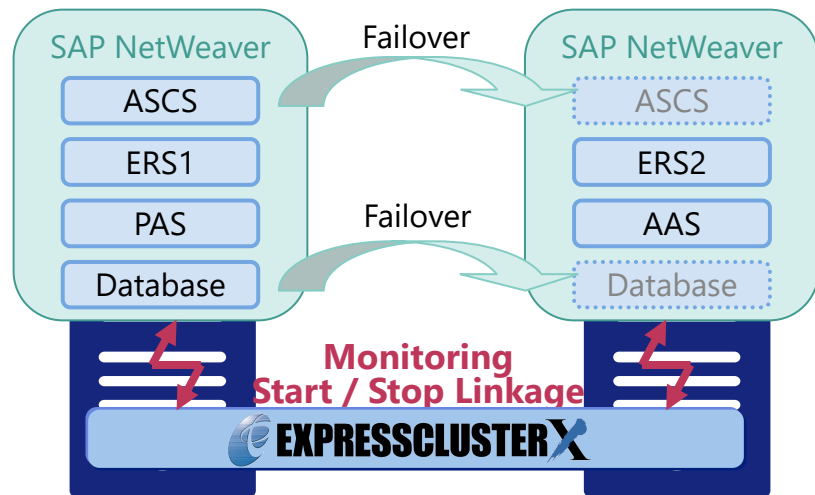 SAP NetWeaver
ASCS
ERS1
PAS
Database
Failover
Failover
SAP NetWeaver
ASCS
ERS2
AAS
Database
Monitoring
Start / Stop Linkage
EXPRESSCLUSTER X